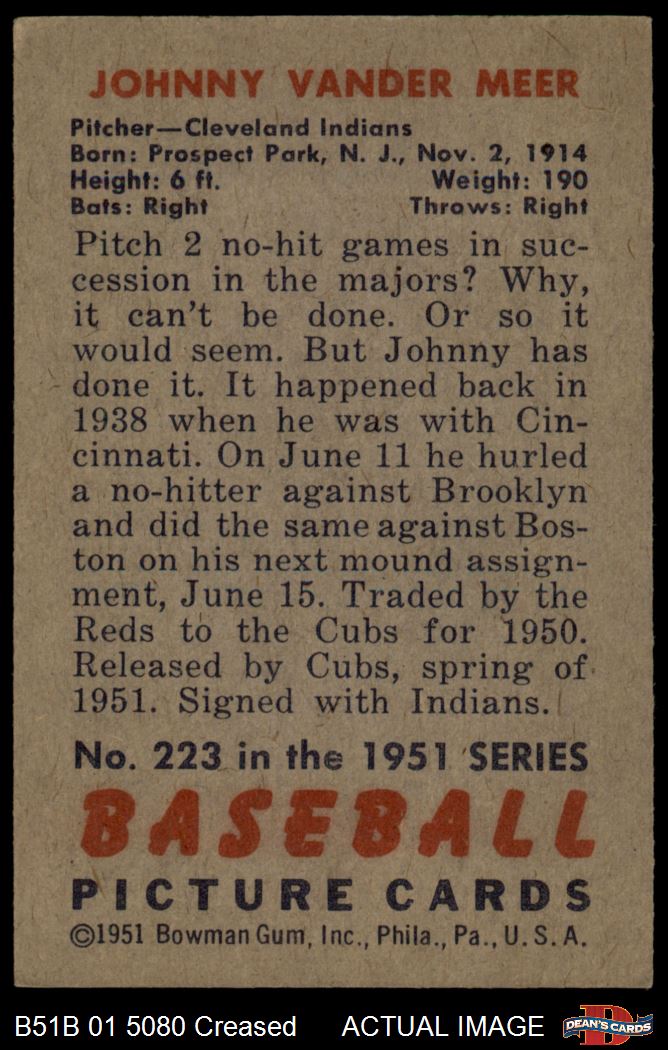 JOHNNY VANDER MEER
Pitcher—Cleveland Indians
Born: Prospect Park, N. J., Nov. 2, 1914
Height: 6 ft. Weight: 190
Bats: Right Throws: Right
Pitch 2 no-hit games in suc-
cession in the majors? Why,
it can't be done. Or so it
would seem. But Johnny has
done it. It happened back in
1938 when he was with Cin-
cinnati. On June 11 he hurled
a no-hitter against Brooklyn
and did the same against Bos-
ton on his next mound assign-
ment, June 15. Traded by the
Reds to the Cubs for 1950.
Released by Cubs, spring of
1951. Signed with Indians.
No. 223 in the 1951 SERIES
BASEBALL
PICTURE CARDS
©1951 Bowman Gum, Inc., Phila., Pa., U. S. A.
B51B 01 5080 Creased ACTUAL IMAGE D DEAN'S CARDS